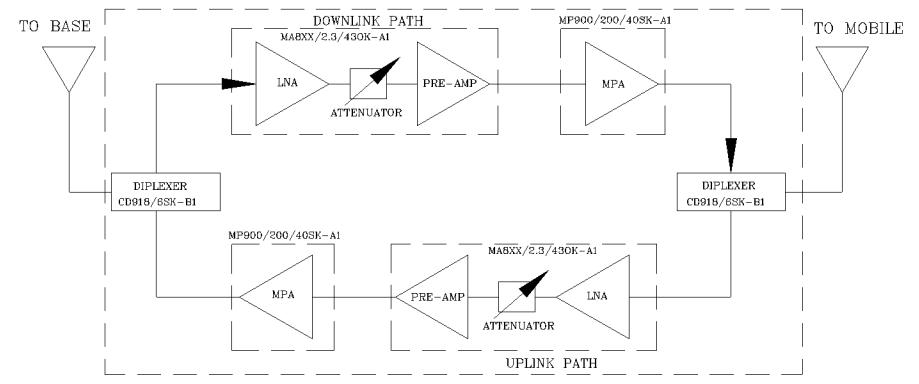 DOWNLINK PATH
MP900/200/40SK-A1
TO BASE
TO MOBILE
MA8XX/2.3/430K-A1
LNA
PRE-AMP
MPA
ATTENUATOR
DIPLEXER
CD918/6SK-B1
DIPLEXER
CD918/6SK-B1
MP900/200/40SK-A1
MA8XX/2.3/430K-A1
MPA
PRE-AMP
LNA
ATTENUATOR
UPLINK PATH